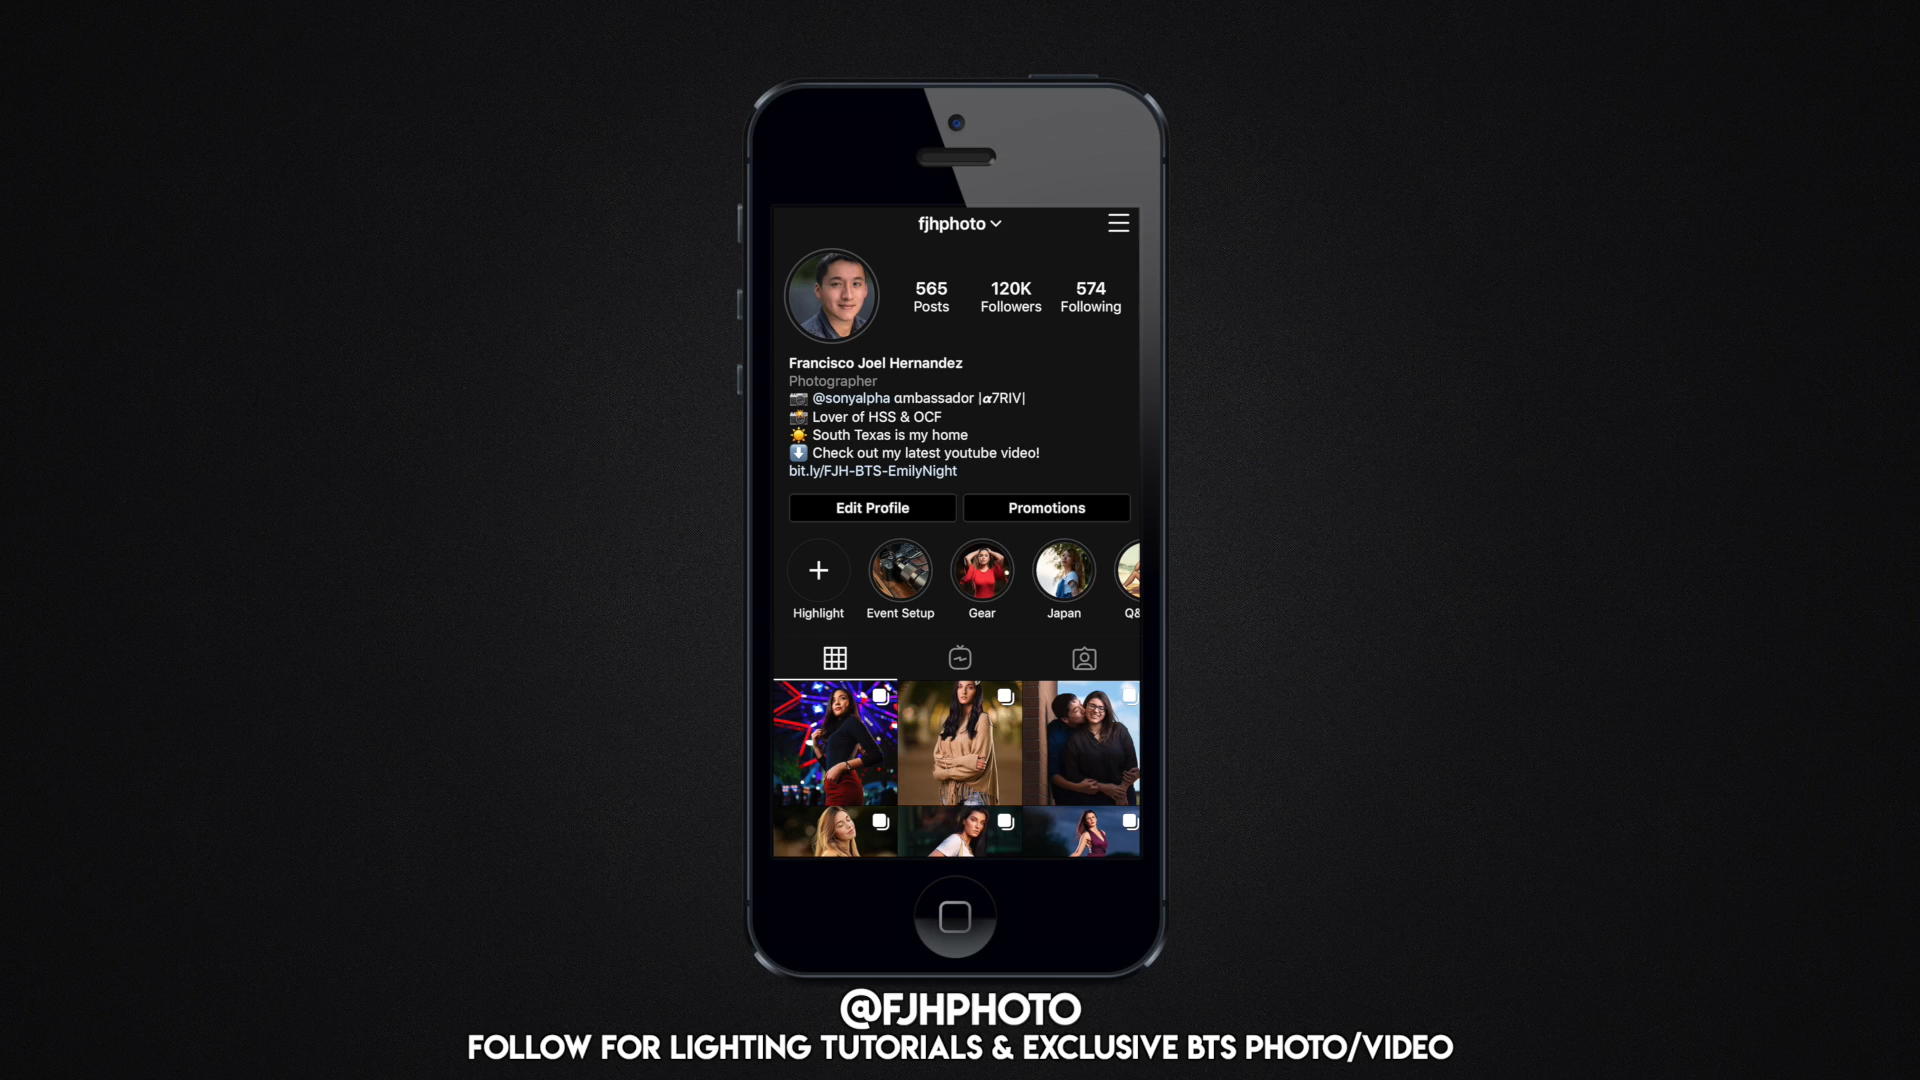 fjhphoto
565 120K 574
Posts Followers Following
Francisco Joel Hernandez
Photographer
📷 @sonyalpha αmbassador |𝜶7RIV|
📸 Lover of HSS & OCF
☀️ South Texas is my home
⬇️ Check out my latest youtube video!
bit.ly/FJH-BTS-EmilyNight
Edit Profile Promotions
Highlight Event Setup Gear Japan Q&
@FJHPHOTO
FOLLOW FOR LIGHTING TUTORIALS & EXCLUSIVE BTS PHOTO/VIDEO